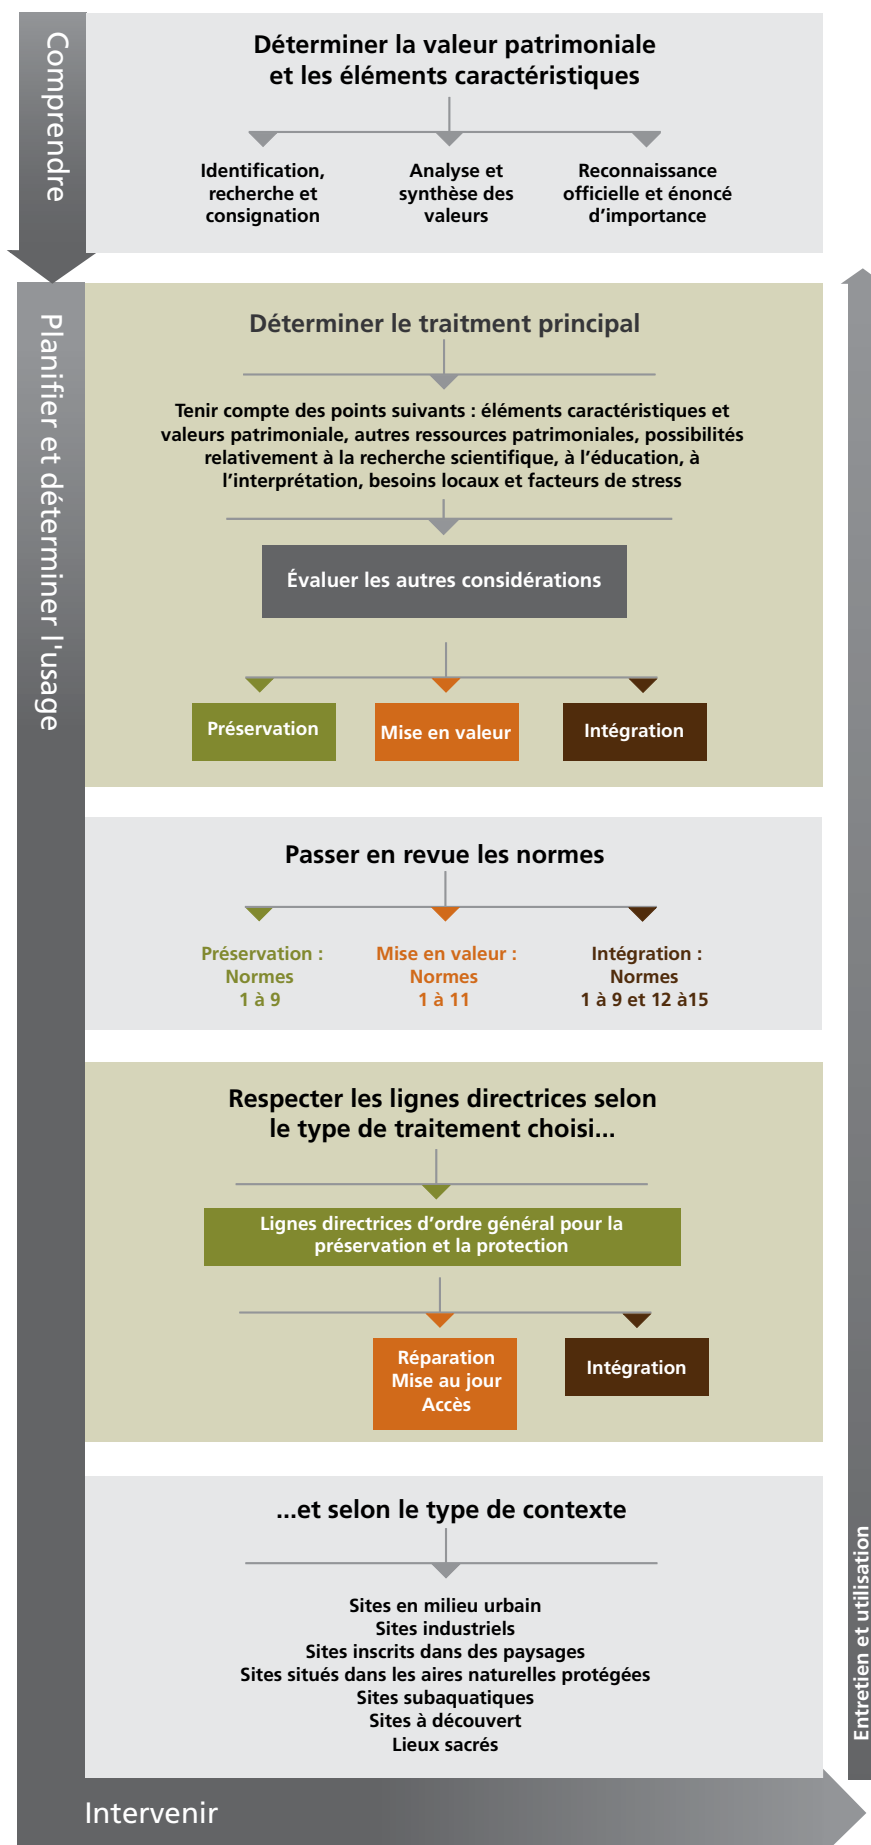 Comprendre
Déterminer la valeur patrimoniale
et les éléments caractéristiques
Identification,
recherche et
consignation
Analyse et
synthèse des
valeurs
Reconnaissance
officielle et énoncé
d'importance
Planifier et déterminer l'usage
Déterminer le traitment principal
Tenir compte des points suivants : éléments caractéristiques et
valeurs patrimoniale, autres ressources patrimoniales, possibilités
relativement à la recherche scientifique, à l'éducation, à
l'interprétation, besoins locaux et facteurs de stress
Évaluer les autres considérations
Préservation
Mise en valeur
Intégration
Passer en revue les normes
Préservation :
Normes
1 à 9
Mise en valeur :
Normes
1 à 11
Intégration :
Normes
1 à 9 et 12 à15
Respecter les lignes directrices selon
le type de traitement choisi...
Lignes directrices d'ordre général pour la
préservation et la protection
Réparation
Mise au jour
Accès
Intégration
...et selon le type de contexte
Sites en milieu urbain
Sites industriels
Sites inscrits dans des paysages
Sites situés dans les aires naturelles protégées
Sites subaquatiques
Sites à découvert
Lieux sacrés
Entretien et utilisation
Intervenir